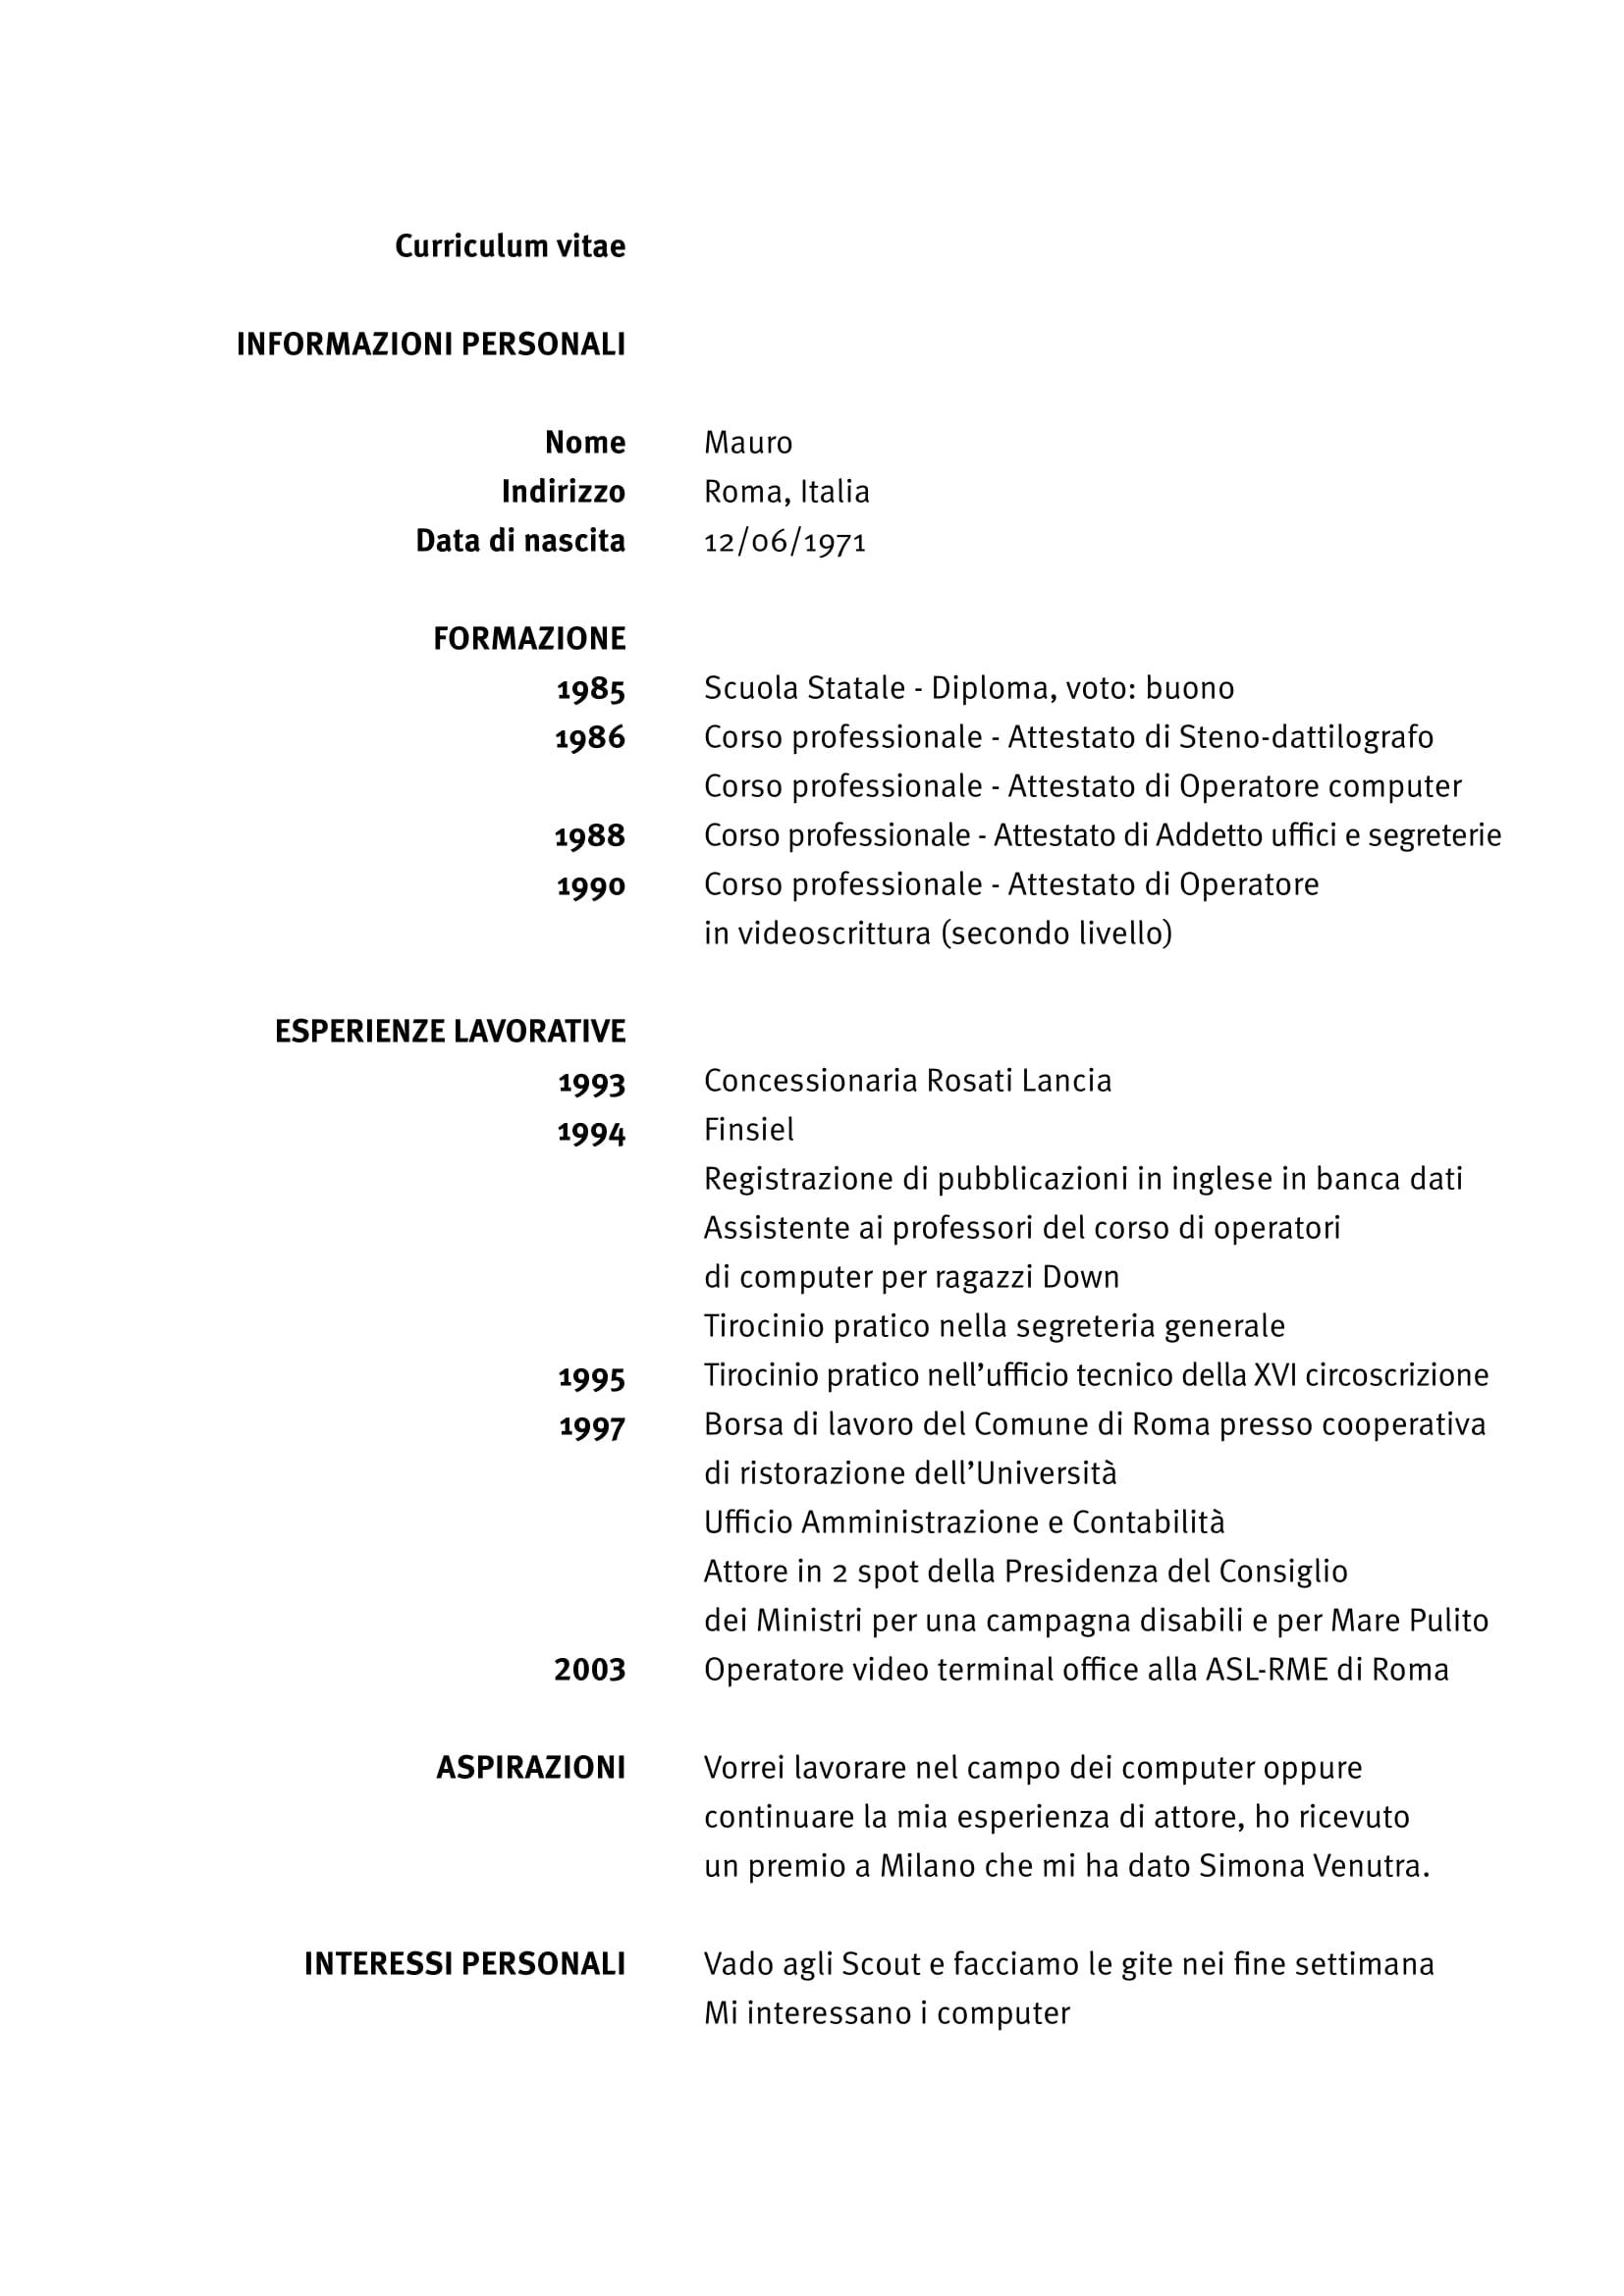 Curriculum vitae
INFORMAZIONI PERSONALI
Nome Mauro
Indirizzo Roma, Italia
Data di nascita 12/06/1971
FORMAZIONE
1985 Scuola Statale - Diploma, voto: buono
1986 Corso professionale - Attestato di Steno-dattilografo
Corso professionale - Attestato di Operatore computer
1988 Corso professionale - Attestato di Addetto uffici e segreterie
1990 Corso professionale - Attestato di Operatore
in videoscrittura (secondo livello)
ESPERIENZE LAVORATIVE
1993 Concessionaria Rosati Lancia
1994 Finsiel
Registrazione di pubblicazioni in inglese in banca dati
Assistente ai professori del corso di operatori
di computer per ragazzi Down
Tirocinio pratico nella segreteria generale
1995 Tirocinio pratico nell’ufficio tecnico della XVI circoscrizione
1997 Borsa di lavoro del Comune di Roma presso cooperativa
di ristorazione dell’Università
Ufficio Amministrazione e Contabilità
Attore in 2 spot della Presidenza del Consiglio
dei Ministri per una campagna disabili e per Mare Pulito
2003 Operatore video terminal office alla ASL-RME di Roma
ASPIRAZIONI Vorrei lavorare nel campo dei computer oppure
continuare la mia esperienza di attore, ho ricevuto
un premio a Milano che mi ha dato Simona Venutra.
INTERESSI PERSONALI Vado agli Scout e facciamo le gite nei fine settimana
Mi interessano i computer